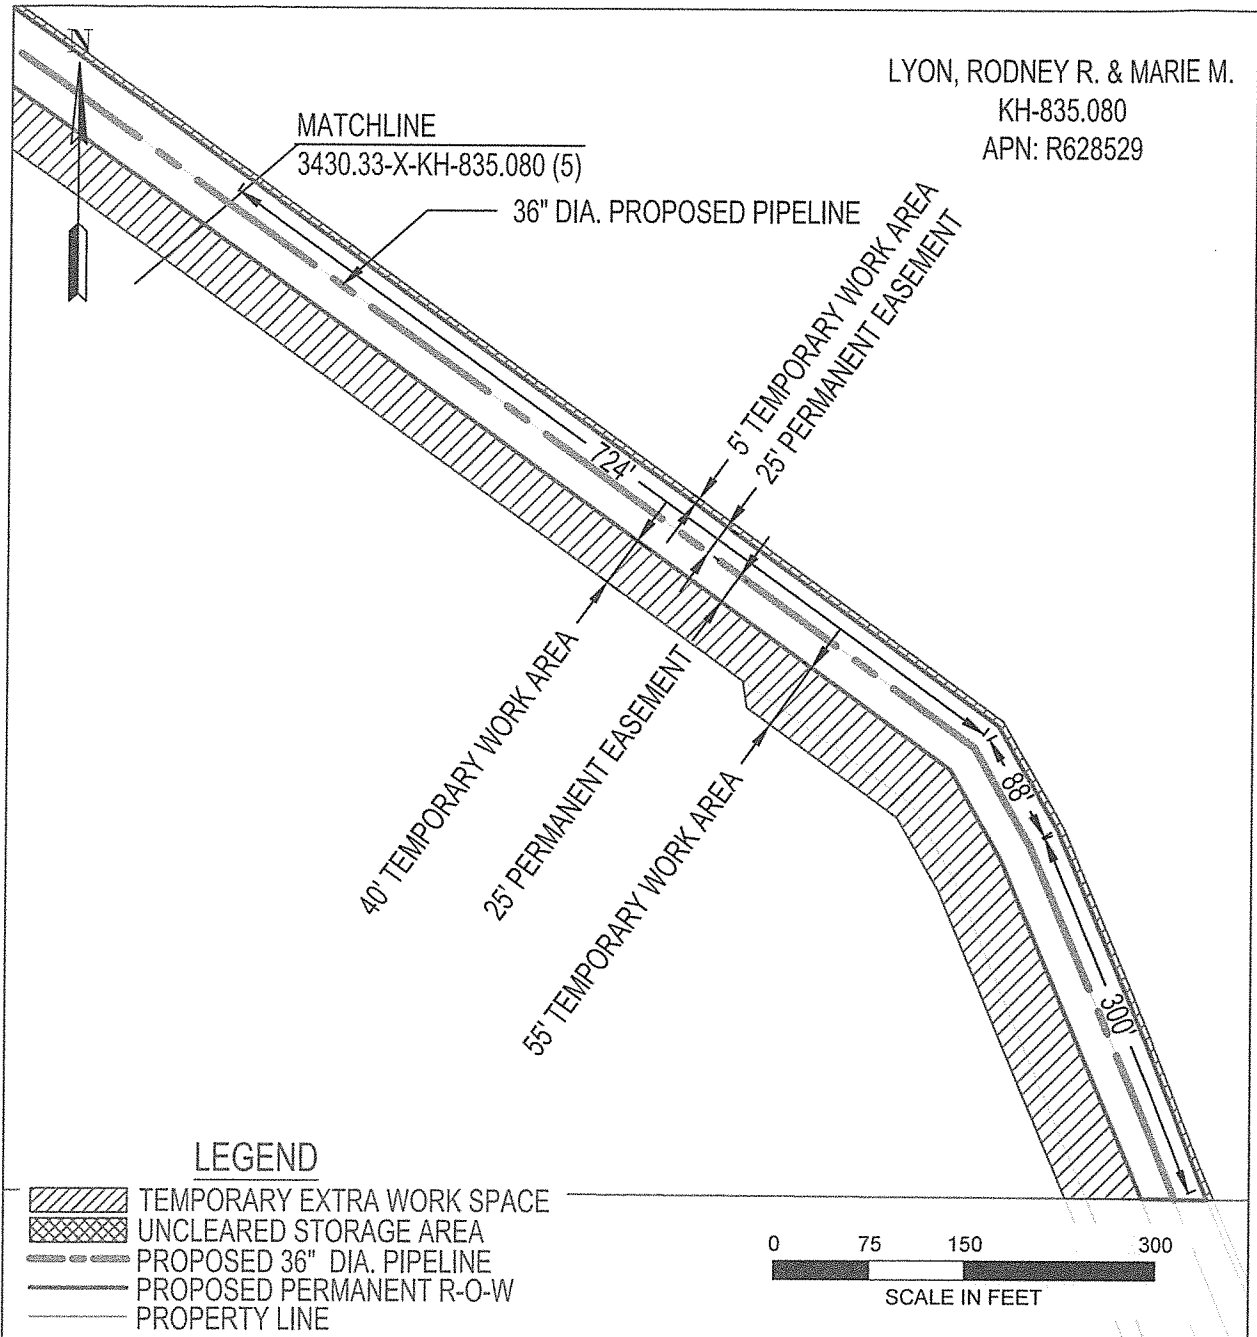 N
LYON, RODNEY R. & MARIE M.
KH-835.080
APN: R628529
MATCHLINE
3430.33-X-KH-835.080 (5)
36" DIA. PROPOSED PIPELINE
5' TEMPORARY WORK AREA
25' PERMANENT EASEMENT
724'
40' TEMPORARY WORK AREA
25' PERMANENT EASEMENT
55' TEMPORARY WORK AREA
88'
300'
LEGEND
TEMPORARY EXTRA WORK SPACE
UNCLEARED STORAGE AREA
PROPOSED 36" DIA. PIPELINE
PROPOSED PERMANENT R-O-W
PROPERTY LINE
0 75 150 300
SCALE IN FEET